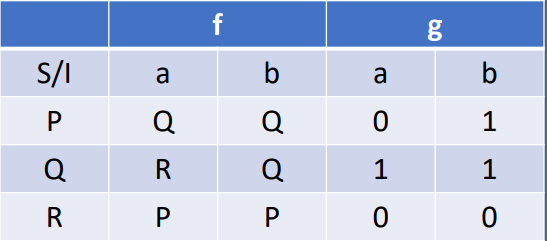 f g
S/I a b a b
P Q Q 0 1
Q R Q 1 1
R P P 0 0